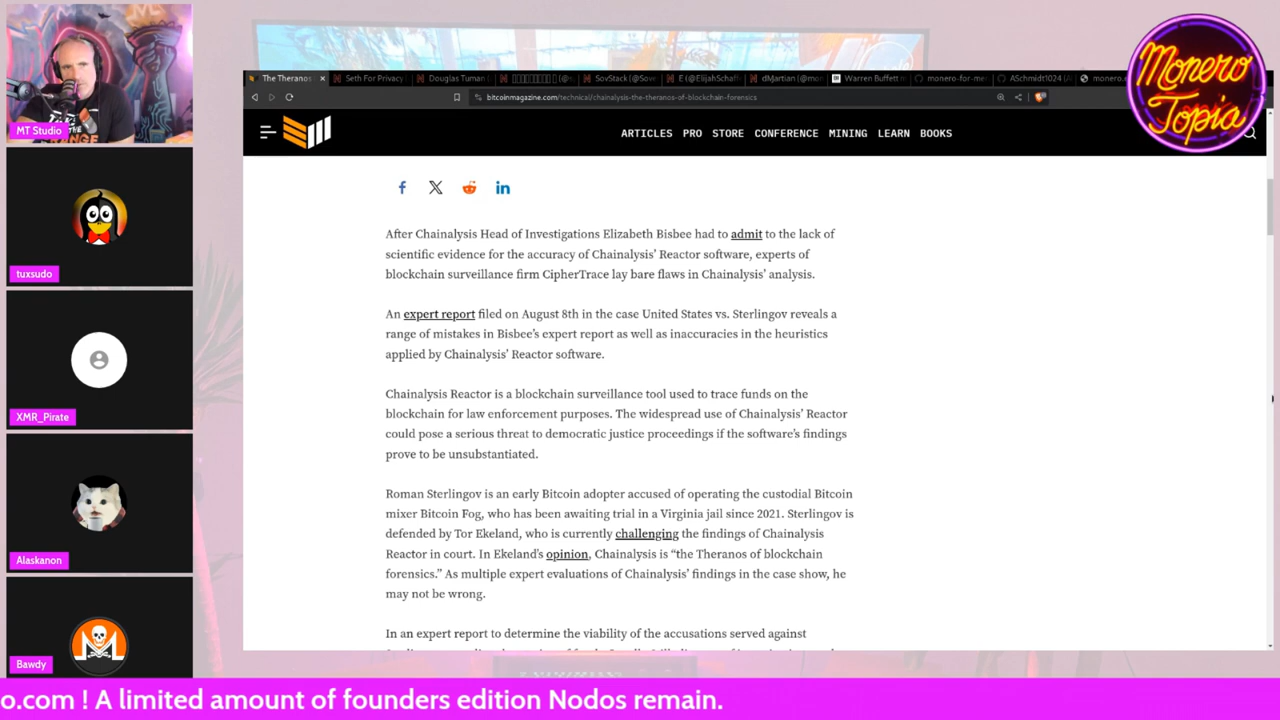 MT Studio
tuxsudo
XMR_Pirate
Alaskanon
Bawdy
The Theranos
Seth For Privacy
Douglas Tuman
SovStack (@Sov
E (@ElijahSchaff
dMartian (@mon
Warren Buffett
monero-for-me
ASchmidt1024 /
monero.
bitcoinmagazine.com/technical/chainalysis-the-theranos-of-blockchain-forensics
Monero
Topia
ARTICLES PRO STORE CONFERENCE MINING LEARN BOOKS
After Chainalysis Head of Investigations Elizabeth Bisbee had to admit to the lack of
scientific evidence for the accuracy of Chainalysis’ Reactor software, experts of
blockchain surveillance firm CipherTrace lay bare flaws in Chainalysis’ analysis.
An expert report filed on August 8th in the case United States vs. Sterlingov reveals a
range of mistakes in Bisbee’s expert report as well as inaccuracies in the heuristics
applied by Chainalysis’ Reactor software.
Chainalysis Reactor is a blockchain surveillance tool used to trace funds on the
blockchain for law enforcement purposes. The widespread use of Chainalysis’ Reactor
could pose a serious threat to democratic justice proceedings if the software’s findings
prove to be unsubstantiated.
Roman Sterlingov is an early Bitcoin adopter accused of operating the custodial Bitcoin
mixer Bitcoin Fog, who has been awaiting trial in a Virginia jail since 2021. Sterlingov is
defended by Tor Ekeland, who is currently challenging the findings of Chainalysis
Reactor in court. In Ekeland’s opinion, Chainalysis is “the Theranos of blockchain
forensics.” As multiple expert evaluations of Chainalysis’ findings in the case show, he
may not be wrong.
In an expert report to determine the viability of the accusations served against
o.com ! A limited amount of founders edition Nodos remain.